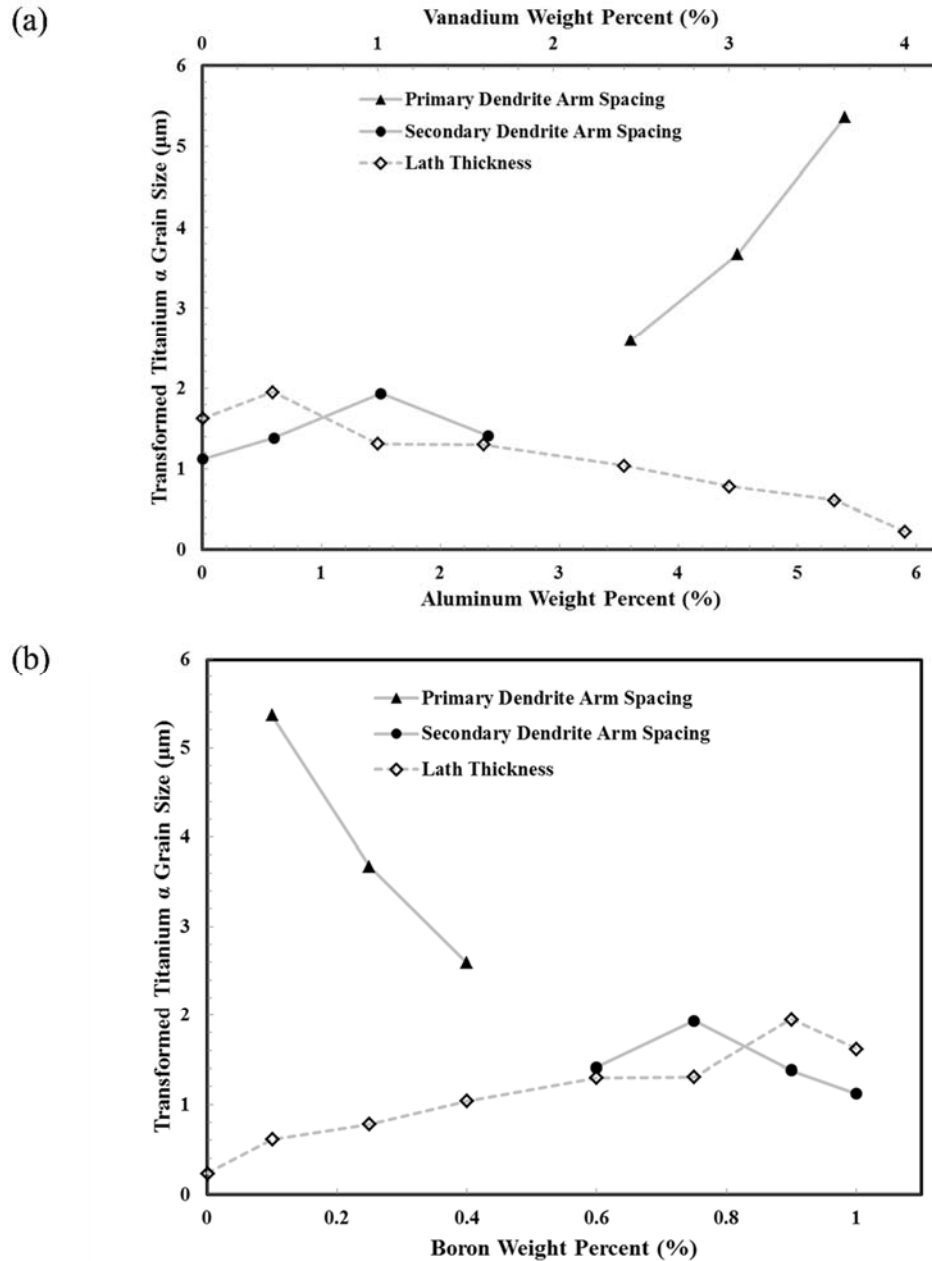 (a)
Vanadium Weight Percent (%)
0 1 2 3 4
6
5
4
3
2
1
0
Transformed Titanium α Grain Size (μm)
Primary Dendrite Arm Spacing
Secondary Dendrite Arm Spacing
Lath Thickness
0 1 2 3 4 5 6
Aluminum Weight Percent (%)
(b)
6
5
4
3
2
1
0
Transformed Titanium α Grain Size (μm)
Primary Dendrite Arm Spacing
Secondary Dendrite Arm Spacing
Lath Thickness
0 0.2 0.4 0.6 0.8 1
Boron Weight Percent (%)